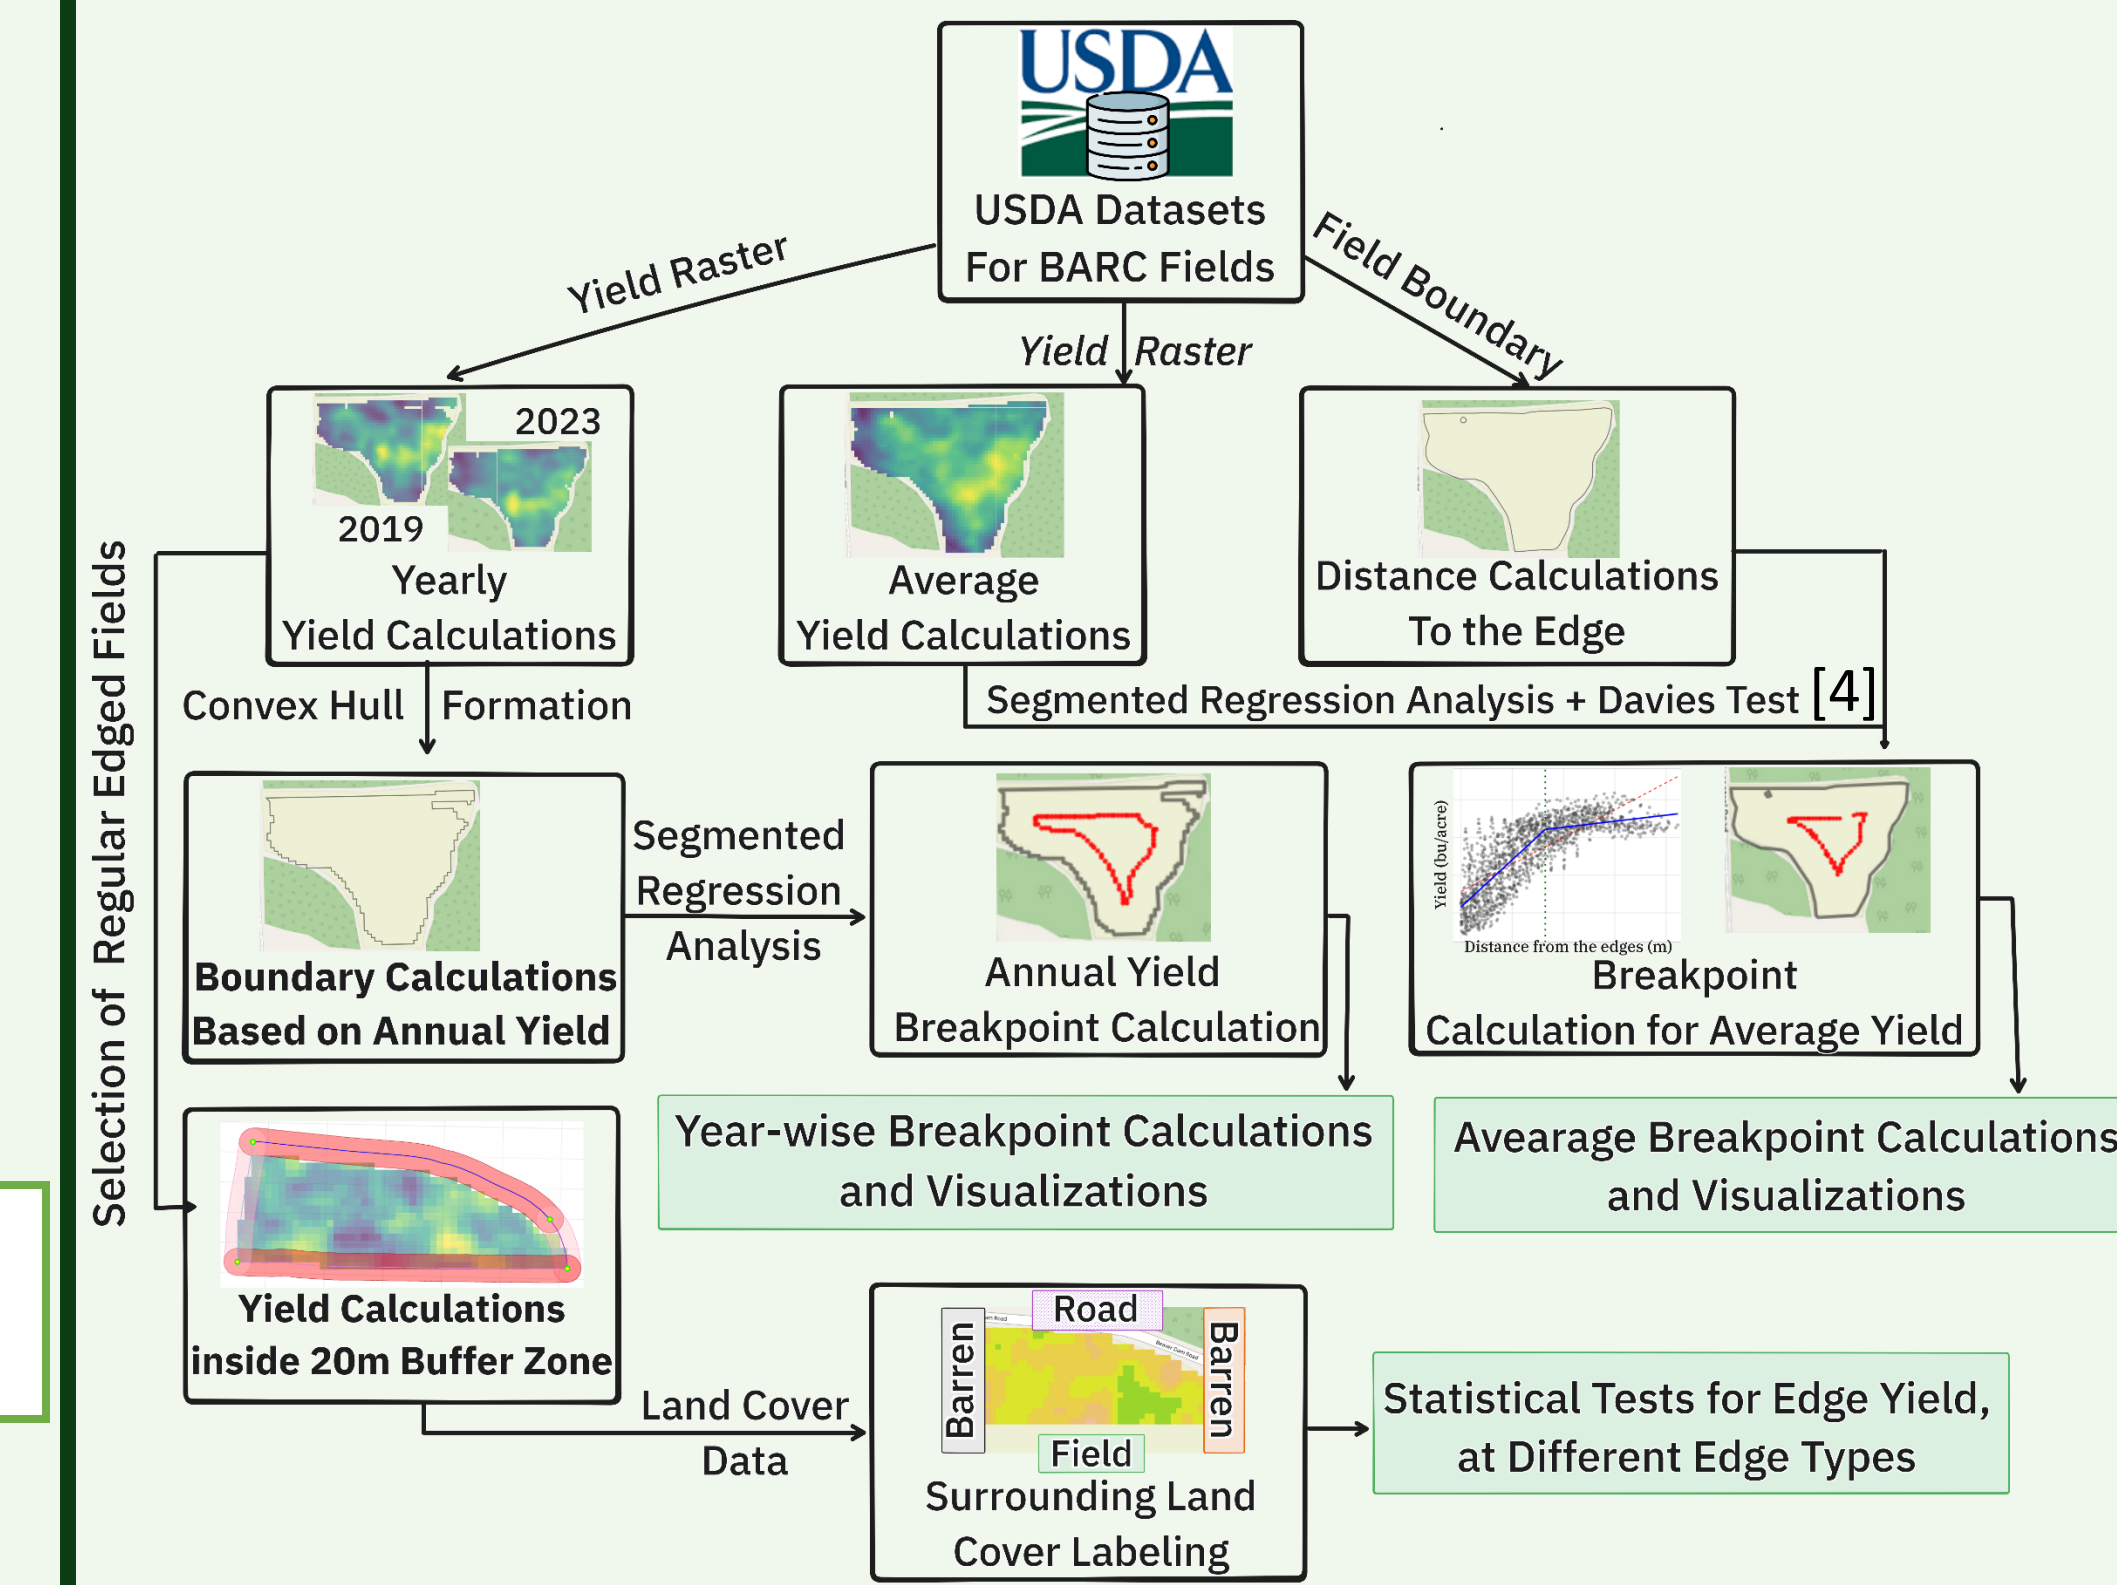 USDA
USDA Datasets
For BARC Fields
Yield Raster
Yield Raster
Field Boundary
2023
2019
Yearly
Yield Calculations
Average
Yield Calculations
Distance Calculations
To the Edge
Selection of Regular Edged Fields
Convex Hull Formation
Segmented Regression Analysis + Davies Test [4]
Boundary Calculations
Based on Annual Yield
Segmented
Regression
Analysis
Annual Yield
Breakpoint Calculation
Yield (bu/acre)
Distance from the edges (m)
Breakpoint
Calculation for Average Yield
Year-wise Breakpoint Calculations
and Visualizations
Avearage Breakpoint Calculations
and Visualizations
Yield Calculations
inside 20m Buffer Zone
Land Cover
Data
Road
Barren
Barren
Beaver Dam Road
Field
Surrounding Land
Cover Labeling
Statistical Tests for Edge Yield,
at Different Edge Types